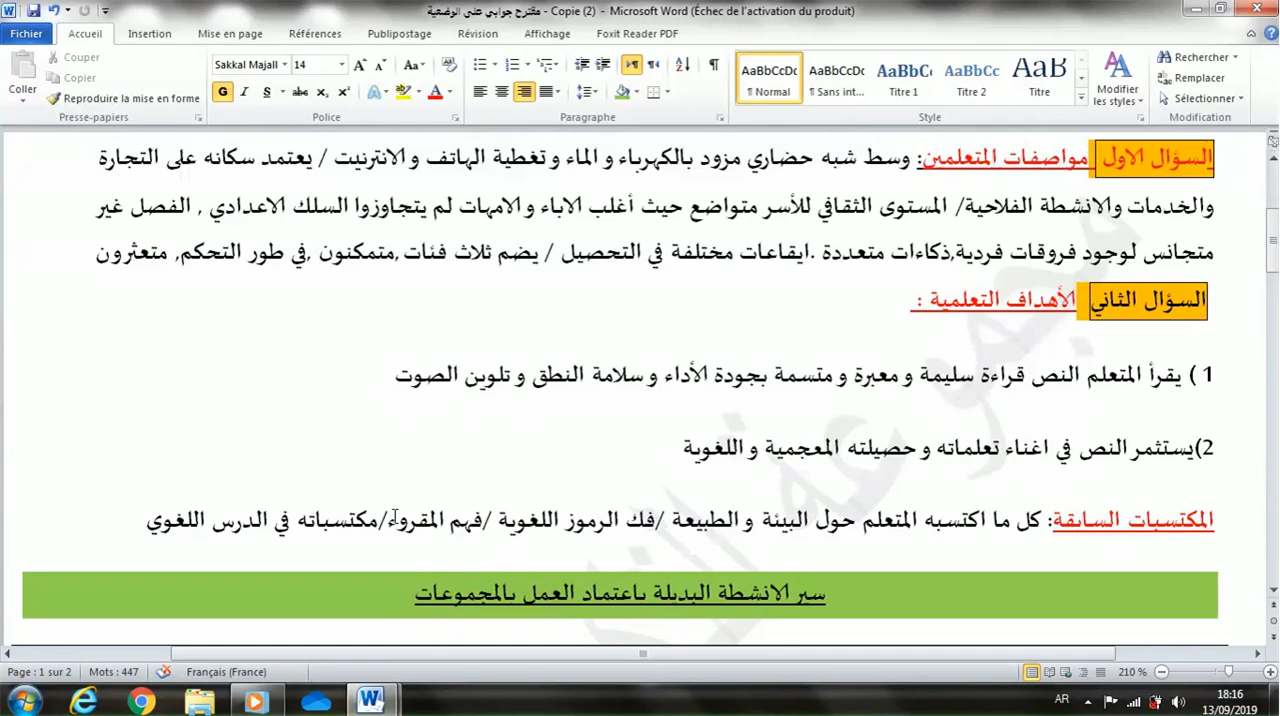 مقترح جوابي على الوضعية - Copie (2) - Microsoft Word (Échec de l'activation du produit)
Fichier Accueil Insertion Mise en page Références Publipostage Révision Affichage Foxit Reader PDF
Coller
Couper
Copier
Reproduire la mise en forme
Presse-papiers
Sakkal Majall 14
Police
Paragraphe
AaBbCcDc AaBbCcDc AaBbCc AaBbCc AaB
¶ Normal ¶ Sans int... Titre 1 Titre 2 Titre
Style
Modifier les styles
Rechercher
Remplacer
Sélectionner
Modification
السؤال الاول مواصفات المتعلمين: وسط شبه حضاري مزود بالكهرباء و الماء و تغطية الهاتف و الانترنيت / يعتمد سكانه على التجارة
والخدمات والانشطة الفلاحية/ المستوى الثقافي للأسر متواضع حيث أغلب الاباء و الامهات لم يتجاوزوا السلك الاعدادي , الفصل غير
متجانس لوجود فروقات فردية,ذكاءات متعددة .ايقاعات مختلفة في التحصيل / يضم ثلاث فئات,متمكنون ,في طور التحكم, متعثرون
السؤال الثاني الأهداف التعلمية :
1 ) يقرأ المتعلم النص قراءة سليمة و معبرة و متسمة بجودة الأداء و سلامة النطق و تلوين الصوت
2)يستثمر النص في اغناء تعلماته و حصيلته المعجمية و اللغوية
المكتسبات السابقة: كل ما اكتسبه المتعلم حول البيئة و الطبيعة /فك الرموز اللغوية /فهم المقروء/مكتسباته في الدرس اللغوي
سير الانشطة البديلة باعتماد العمل بالمجموعات
Page : 1 sur 2 Mots : 447 Français (France) 210 %
AR 18:16
13/09/2019